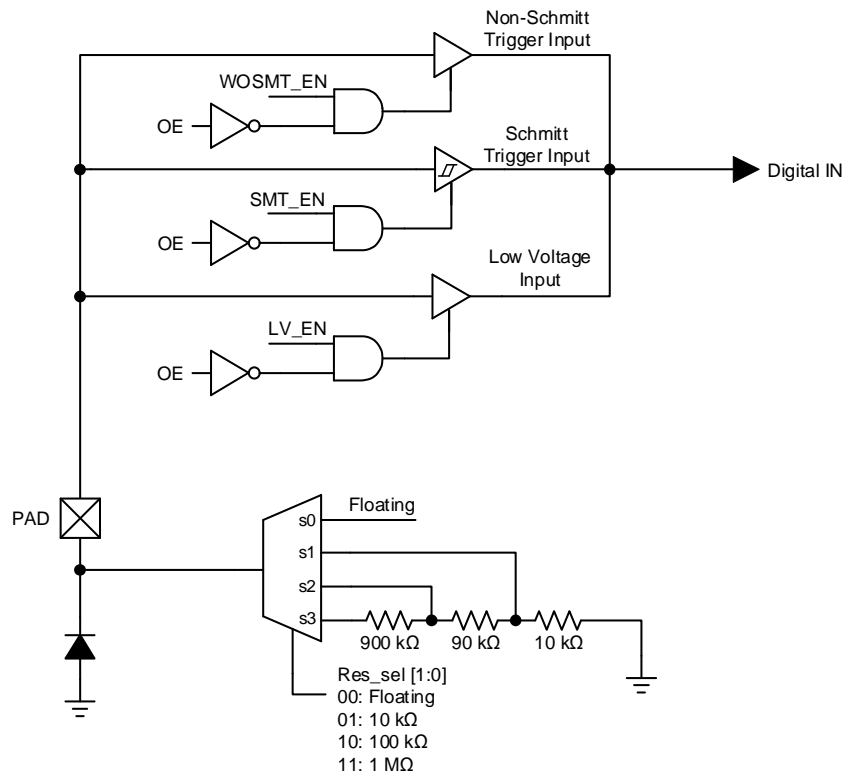 Non-Schmitt
Trigger Input
WOSMT_EN
OE
Schmitt
Trigger Input
Digital IN
SMT_EN
OE
Low Voltage
Input
LV_EN
OE
PAD
Floating
s0
s1
s2
s3
900 kΩ
90 kΩ
10 kΩ
Res_sel [1:0]
00: Floating
01: 10 kΩ
10: 100 kΩ
11: 1 MΩ